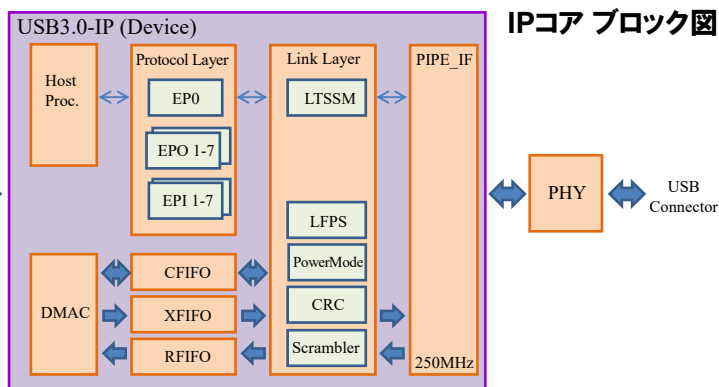 USB3.0-IP (Device)
IPコア ブロック図
Host
Proc.
Protocol Layer
EP0
EPO 1-7
EPI 1-7
Link Layer
LTSSM
LFPS
PowerMode
CRC
Scrambler
PIPE_IF
250MHz
DMAC
CFIFO
XFIFO
RFIFO
PHY
USB
Connector